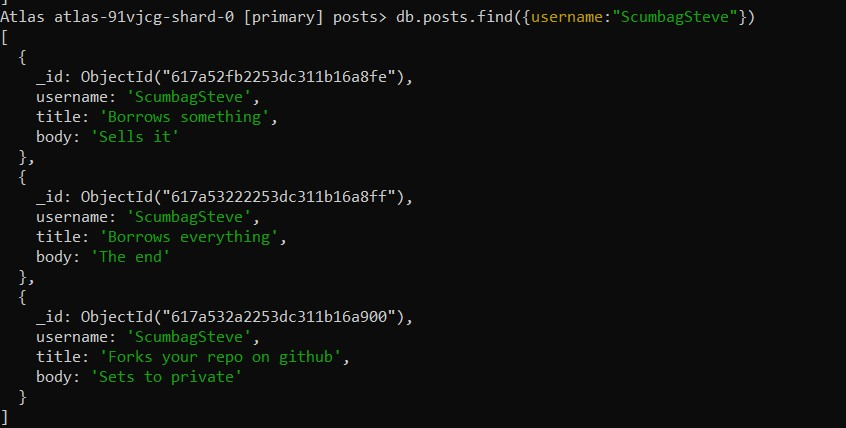 ]
Atlas atlas-91vjcg-shard-0 [primary] posts> db.posts.find({username:"ScumbagSteve"})
[
  {
    _id: ObjectId("617a52fb2253dc311b16a8fe"),
    username: 'ScumbagSteve',
    title: 'Borrows something',
    body: 'Sells it'
  },
  {
    _id: ObjectId("617a53222253dc311b16a8ff"),
    username: 'ScumbagSteve',
    title: 'Borrows everything',
    body: 'The end'
  },
  {
    _id: ObjectId("617a532a2253dc311b16a900"),
    username: 'ScumbagSteve',
    title: 'Forks your repo on github',
    body: 'Sets to private'
  }
]